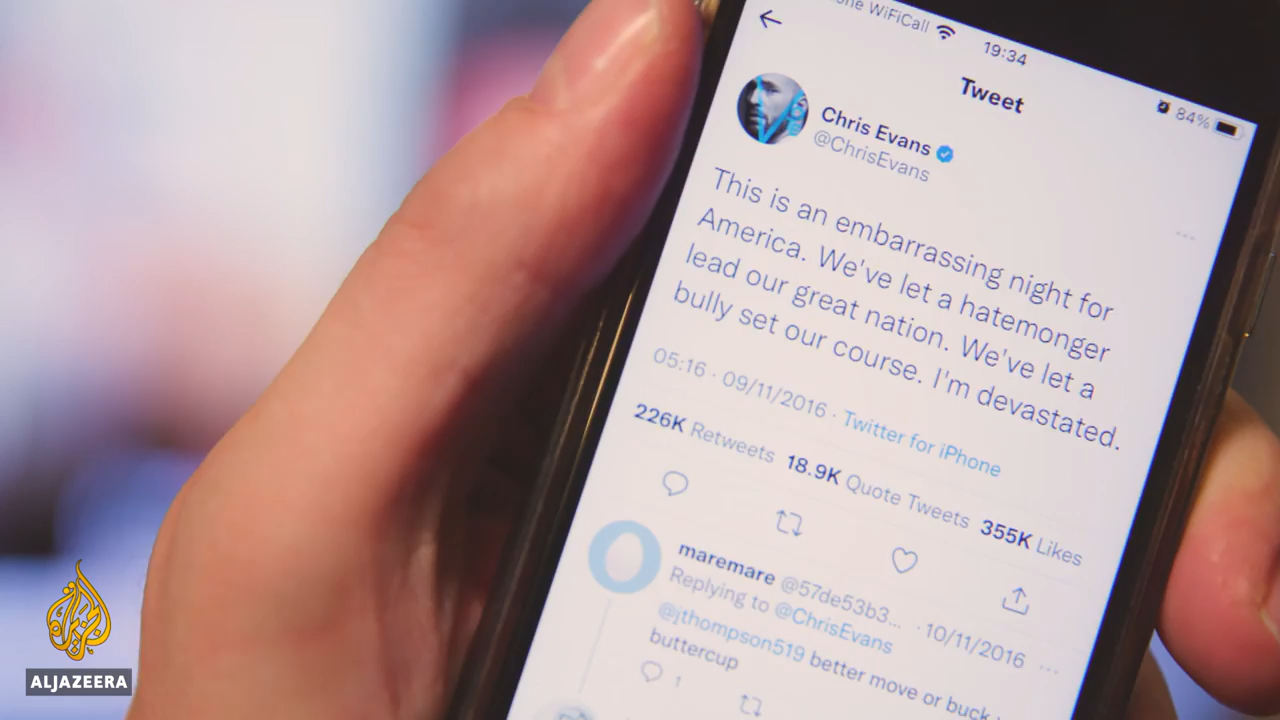 WiFiCall
19:34
84%
Tweet
Chris Evans
@ChrisEvans
This is an embarrassing night for
America. We've let a hatemonger
lead our great nation. We've let a
bully set our course. I'm devastated.
05:16 · 09/11/2016 · Twitter for iPhone
226K Retweets 18.9K Quote Tweets 355K Likes
maremare @57de53b3... · 10/11/2016
Replying to @ChrisEvans
@jthompson519 better move or buck
buttercup
1
ALJAZEERA